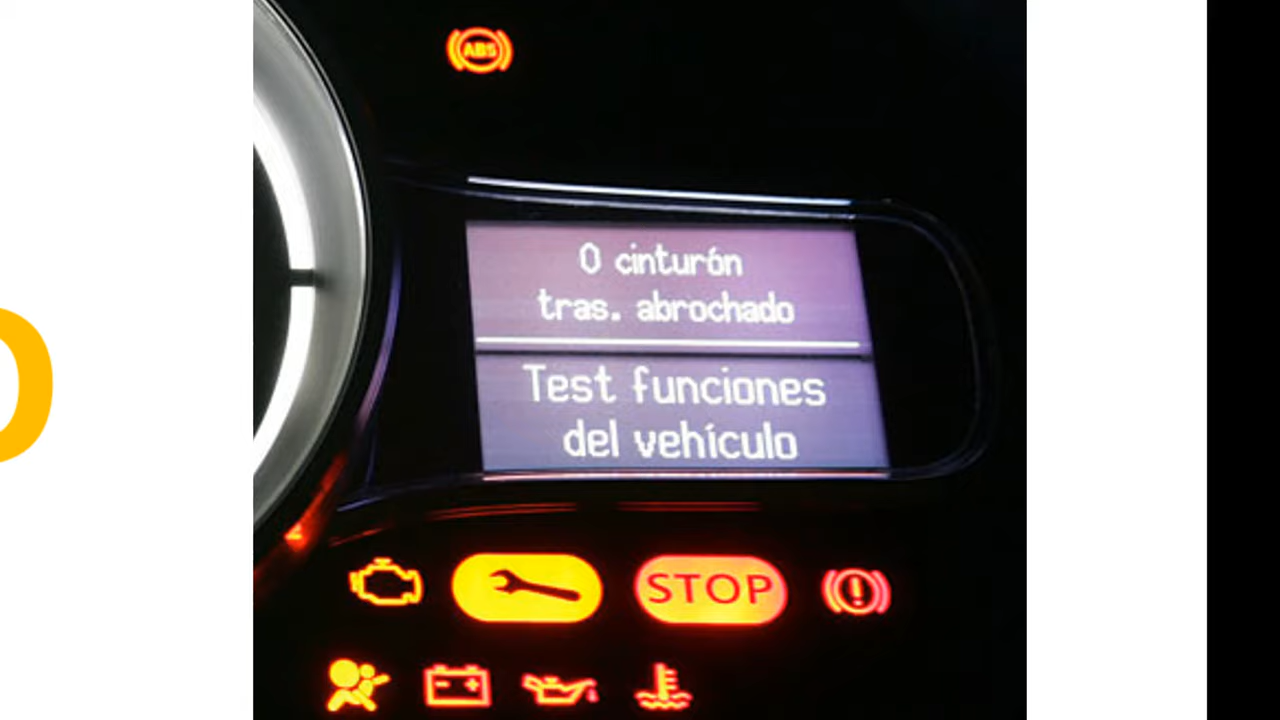 ABS
0 cinturón
tras. abrochado
Test funciones
del vehículo
STOP